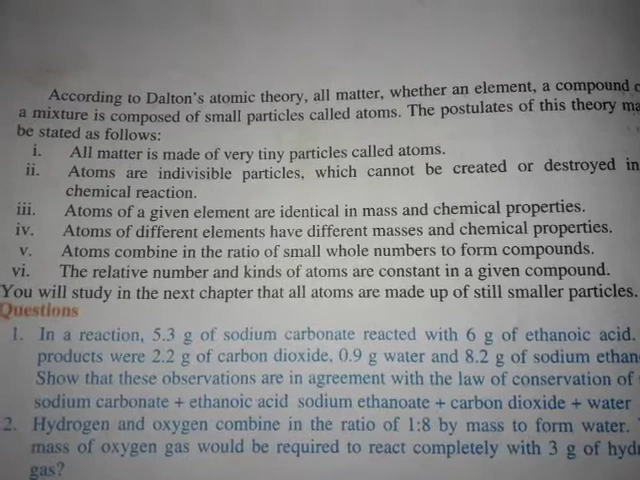 According to Dalton's atomic theory, all matter, whether an element, a compound
a mixture is composed of small particles called atoms. The postulates of this theory
be stated as follows:
i. All matter is made of very tiny particles called atoms.
ii. Atoms are indivisible particles, which cannot be created or destroyed in
chemical reaction.
iii. Atoms of a given element are identical in mass and chemical properties.
iv. Atoms of different elements have different masses and chemical properties.
v. Atoms combine in the ratio of small whole numbers to form compounds.
vi. The relative number and kinds of atoms are constant in a given compound.
You will study in the next chapter that all atoms are made up of still smaller particles.
Questions
1. In a reaction, 5.3 g of sodium carbonate reacted with 6 g of ethanoic acid.
products were 2.2 g of carbon dioxide, 0.9 g water and 8.2 g of sodium
Show that these observations are in agreement with the law of conservation of
sodium carbonate + ethanoic acid sodium ethanoate + carbon dioxide + water
2. Hydrogen and oxygen combine in the ratio of 1:8 by mass to form water.
mass of oxygen gas would be required to react completely with 3 g of
gas?